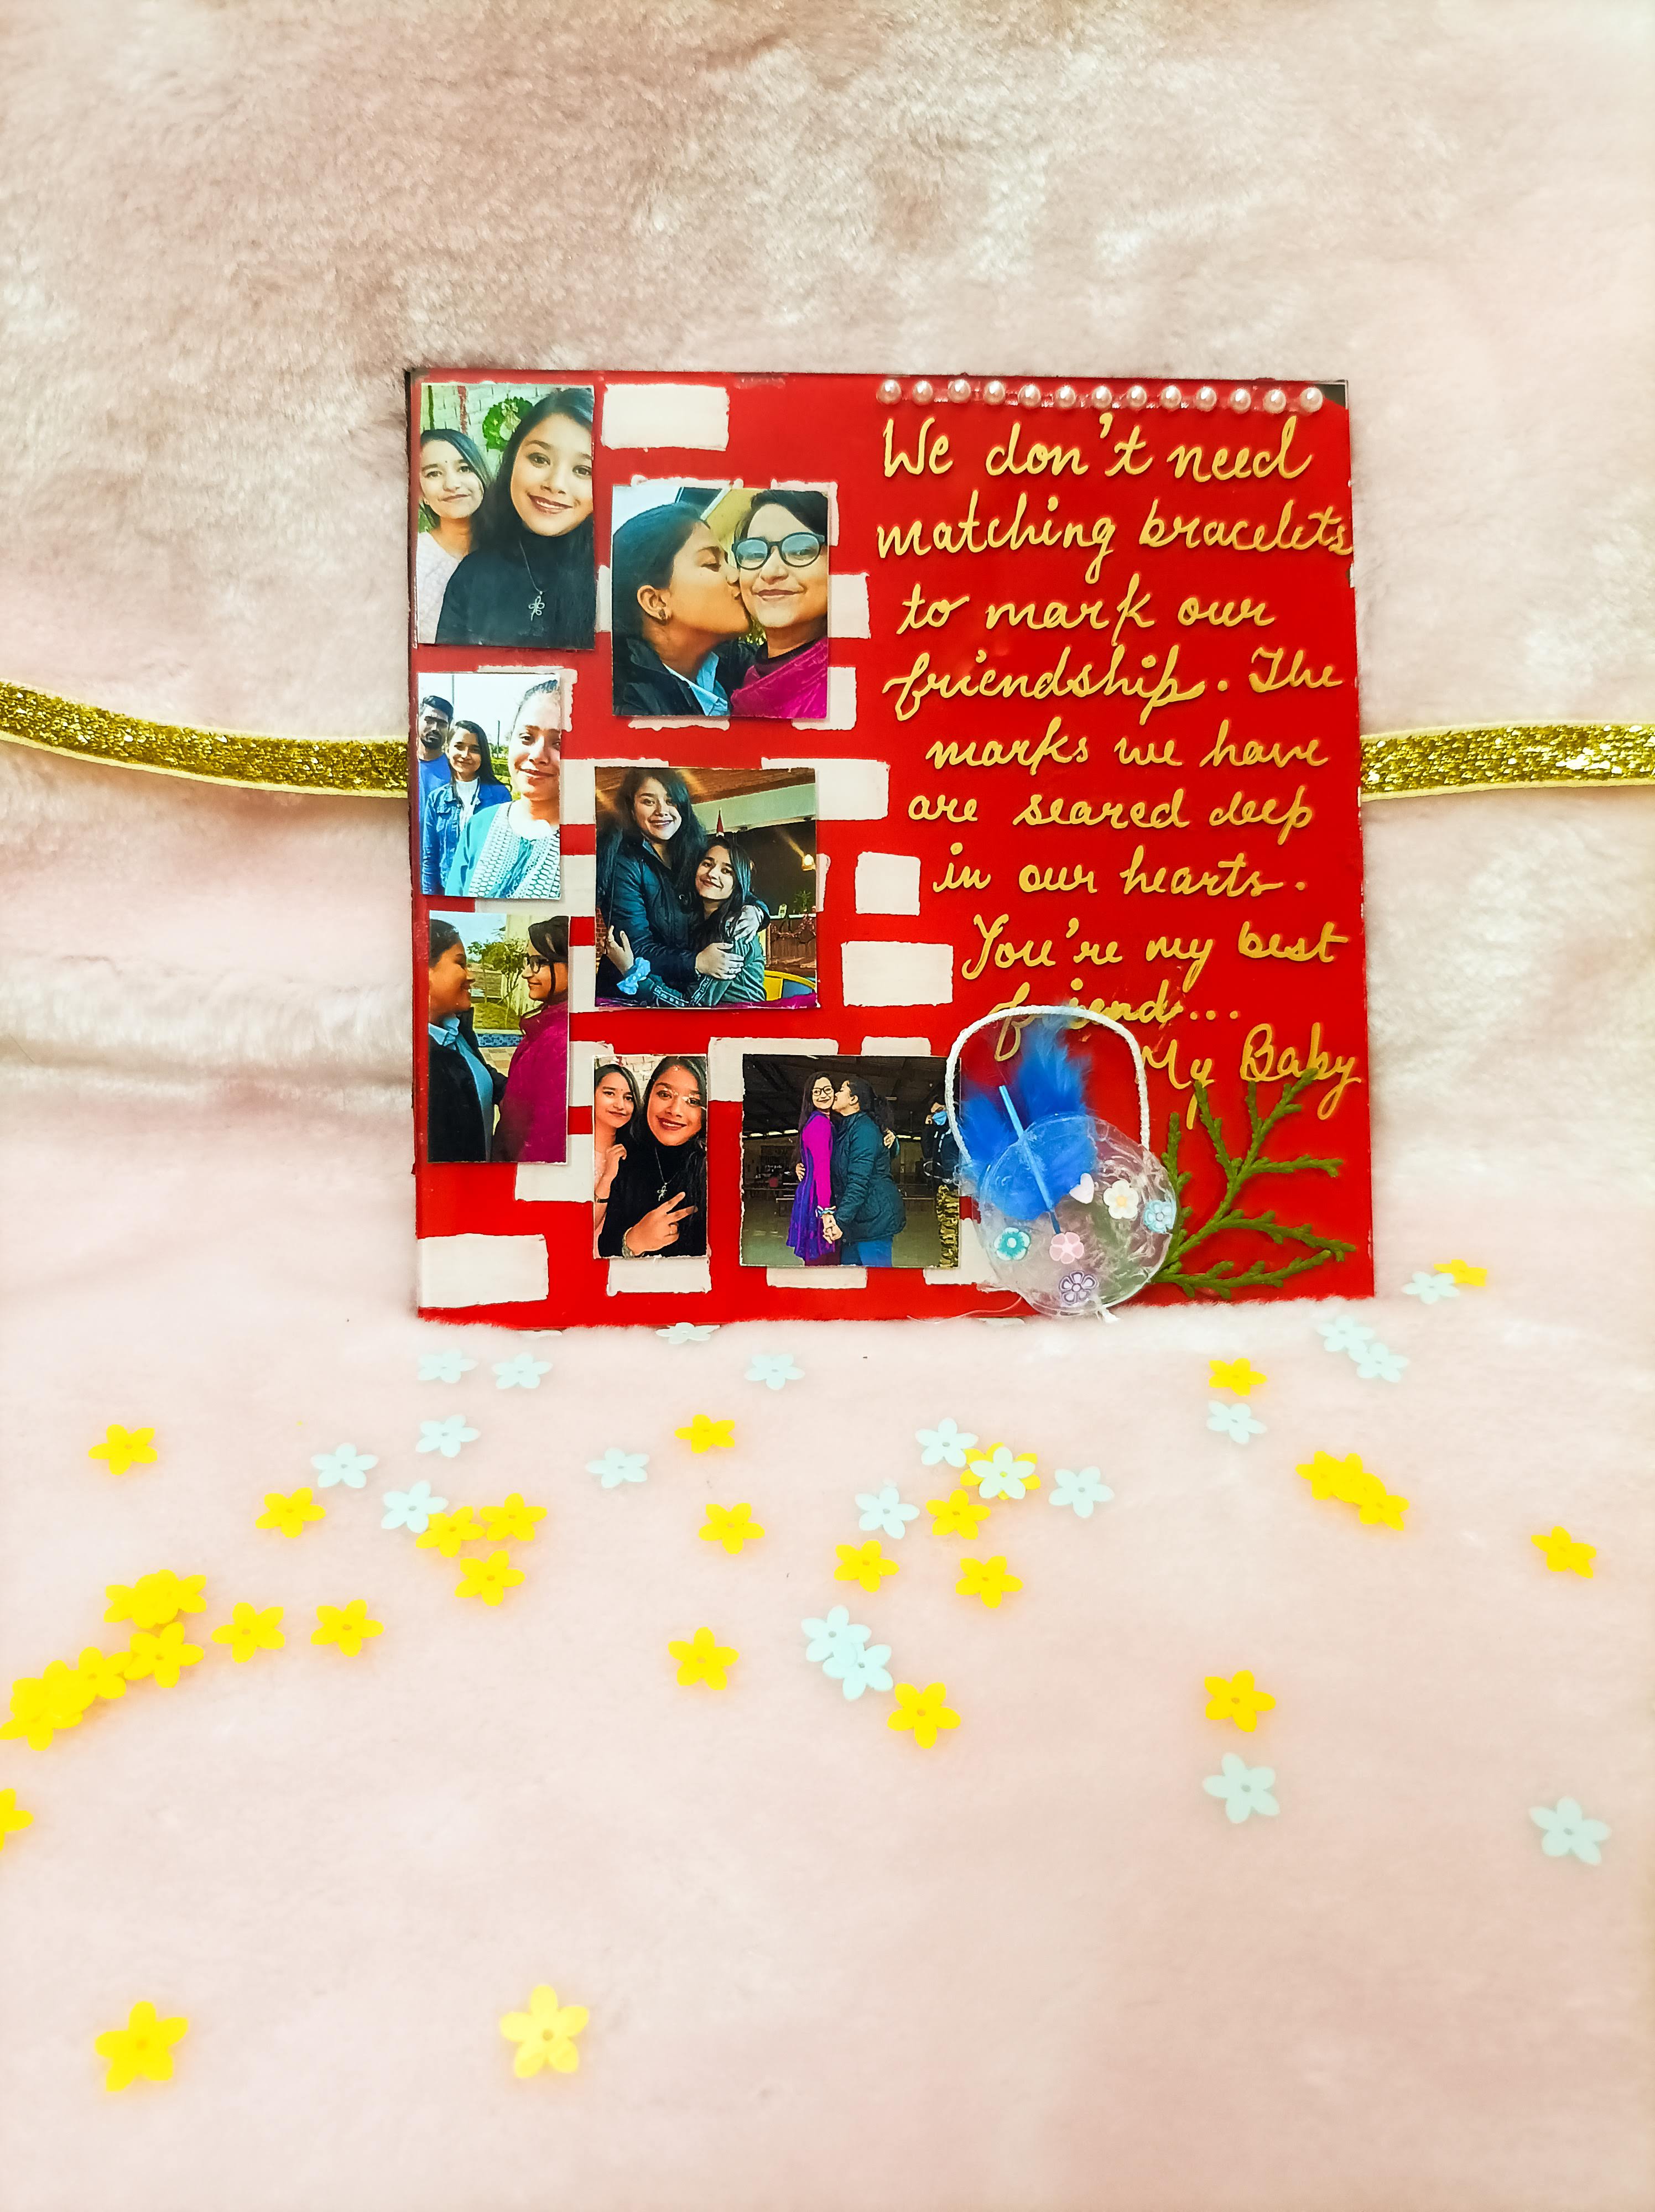 We don't need
matching bracelets
to mark our
friendship. The
marks we have
are seared deep
in our hearts.
You're my best
friend...
My Baby